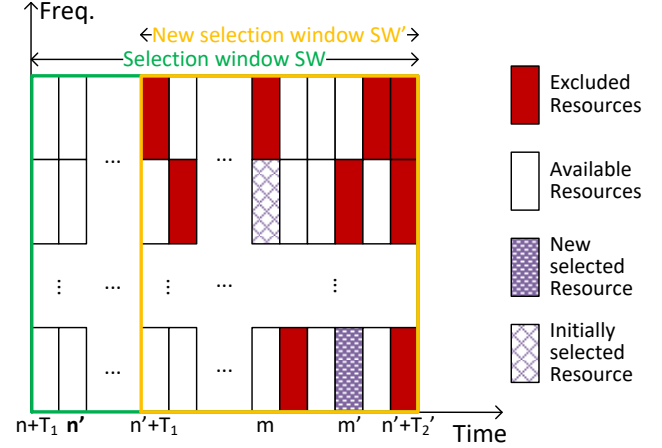 Freq.
New selection window SW'
Selection window SW
... ...
... ...
⋮ ... ⋮ ... ⋮
... ...
n+T₁ n' n'+T₁ m m' n'+T₂'
Time
Excluded
Resources
Available
Resources
New
selected
Resource
Initially
selected
Resource